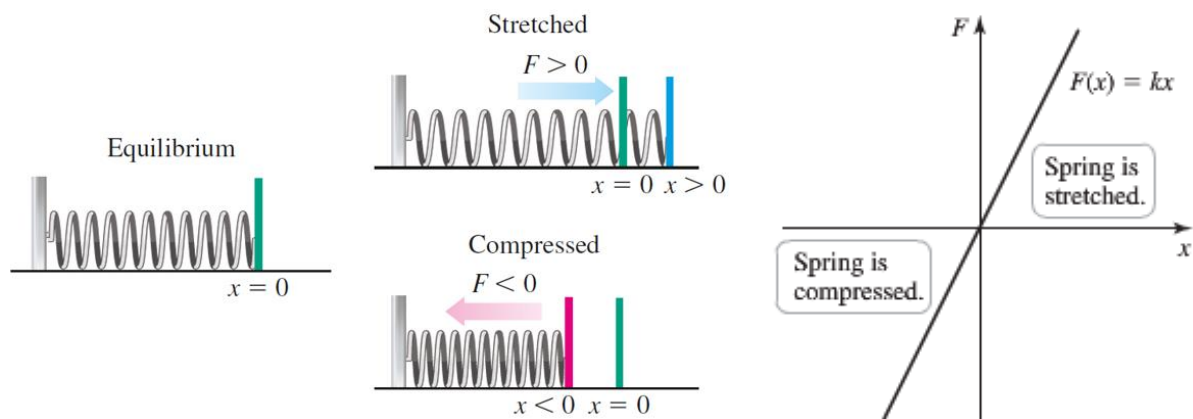 Equilibrium
x = 0
Stretched
F > 0
x = 0 x > 0
Compressed
F < 0
x < 0 x = 0
F
F(x) = kx
Spring is
stretched.
x
Spring is
compressed.